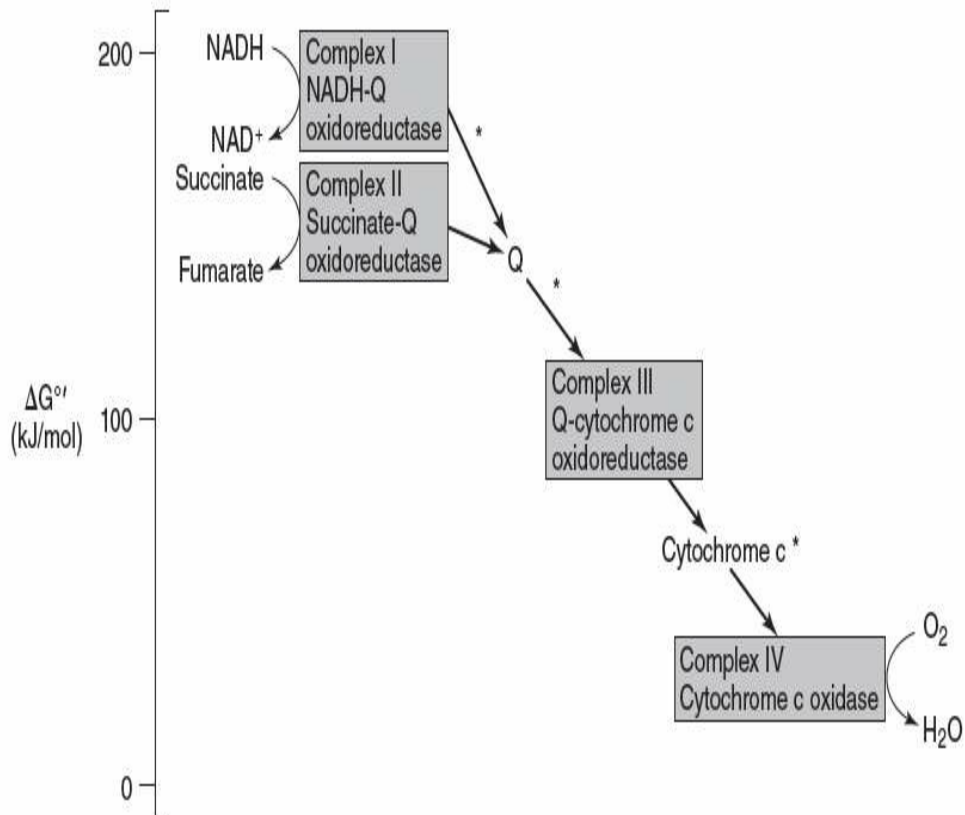 200
NADH
NAD⁺
Complex I
NADH-Q
oxidoreductase
*
Succinate
Fumarate
Complex II
Succinate-Q
oxidoreductase
Q
*
ΔG°′
(kJ/mol)
100
Complex III
Q-cytochrome c
oxidoreductase
Cytochrome c *
Complex IV
Cytochrome c oxidase
O₂
H₂O
0